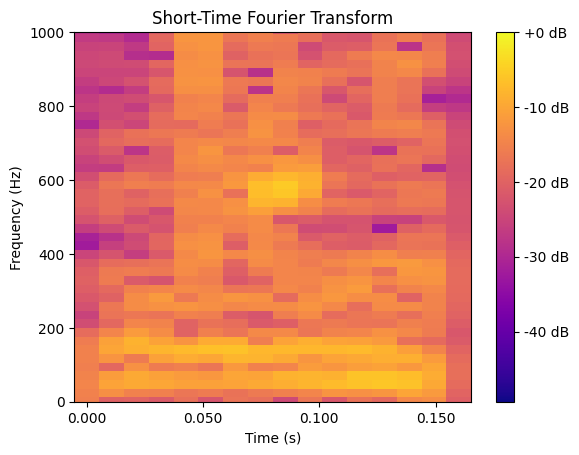 Short-Time Fourier Transform
Frequency (Hz)
1000
800
600
400
200
0
0.000
0.050
0.100
0.150
Time (s)
+0 dB
-10 dB
-20 dB
-30 dB
-40 dB